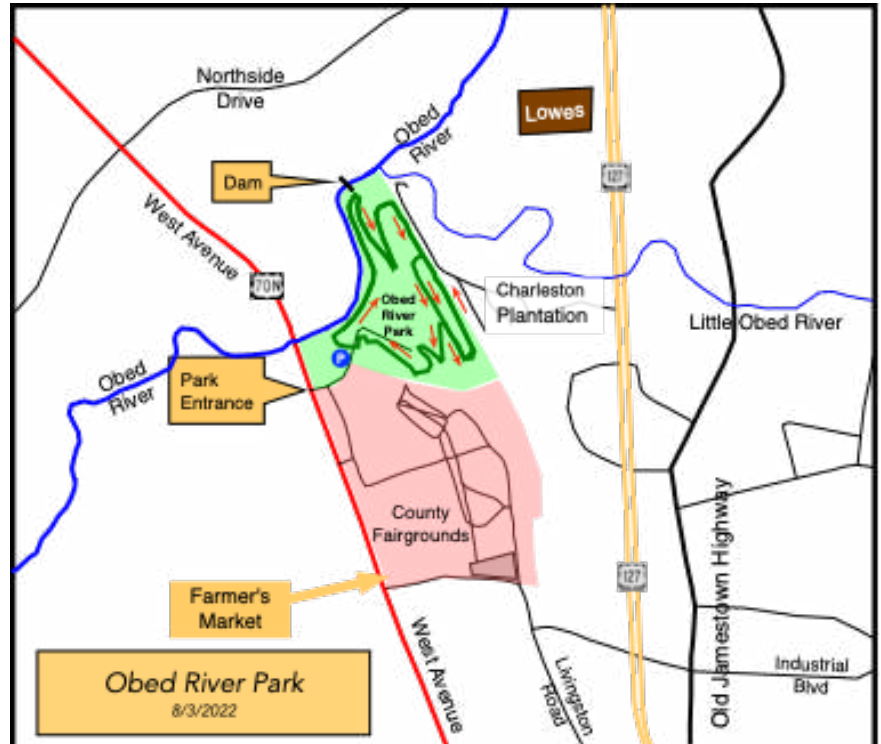 Northside
Drive
Obed
River
Lowes
127
Dam
West Avenue
70N
Charleston
Plantation
Obed
River
Park
Little Obed River
P
Obed
River
Park
Entrance
County
Fairgrounds
Old Jamestown Highway
127
Farmer's
Market
West Avenue
Livingston
Road
Industrial
Blvd
Obed River Park
8/3/2022